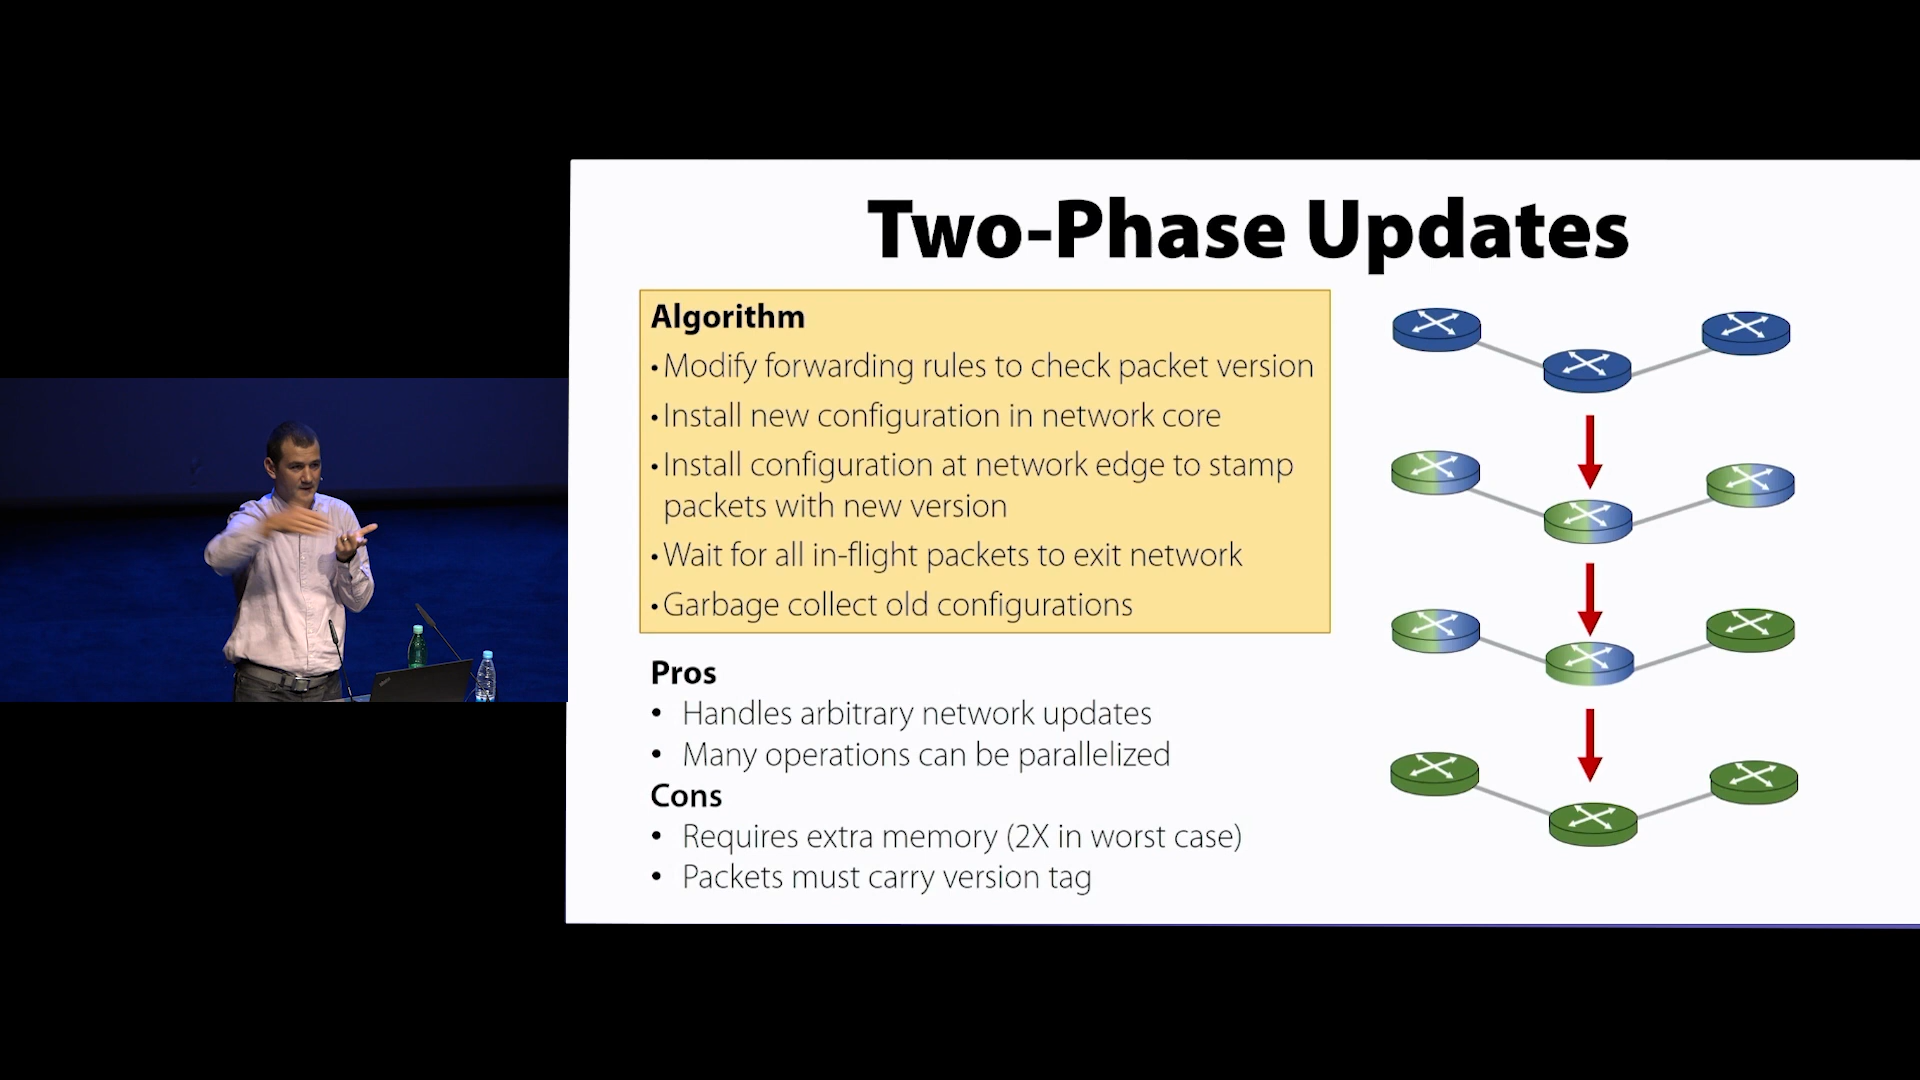 Two-Phase Updates
Algorithm
•Modify forwarding rules to check packet version
•Install new configuration in network core
•Install configuration at network edge to stamp
packets with new version
•Wait for all in-flight packets to exit network
•Garbage collect old configurations
Pros
• Handles arbitrary network updates
• Many operations can be parallelized
Cons
• Requires extra memory (2X in worst case)
• Packets must carry version tag